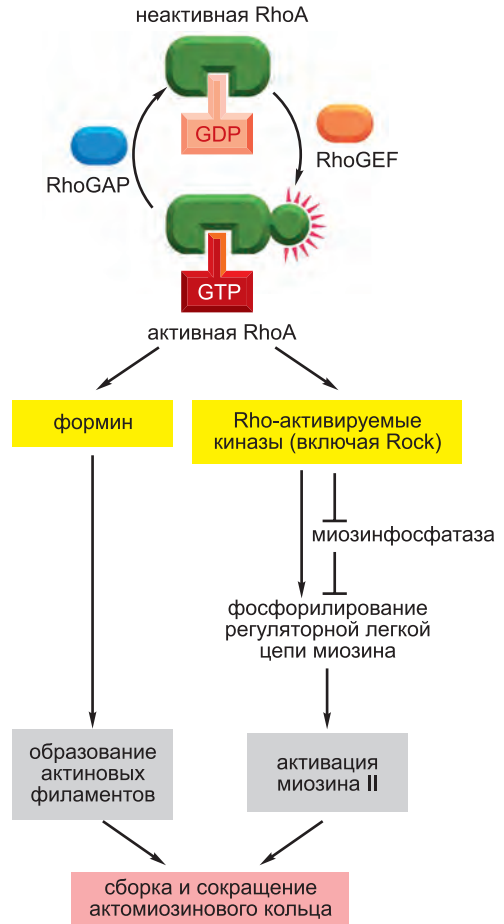 неактивная RhoA
GDP
RhoGAP
RhoGEF
GTP
активная RhoA
формин
Rho-активируемые
киназы (включая Rock)
миозинфосфатаза
фосфорилирование
регуляторной легкой
цепи миозина
образование
актиновых
филаментов
активация
миозина II
сборка и сокращение
актомиозинового кольца